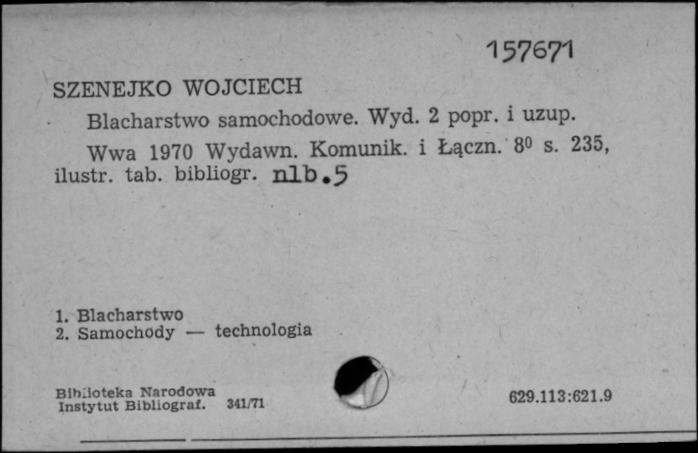 157671
SZENEJKO WOJCIECH
Blacharstwo samochodowe. Wyd. 2 popr. i uzup.
Wwa 1970 Wydawn. Komunik. i Łączn. 8⁰ s. 235,
ilustr. tab. bibliogr. nlb.5
1. Blacharstwo
2. Samochody — technologia
Biblioteka Narodowa
Instytut Bibliograf. 341/71
629.113:621.9